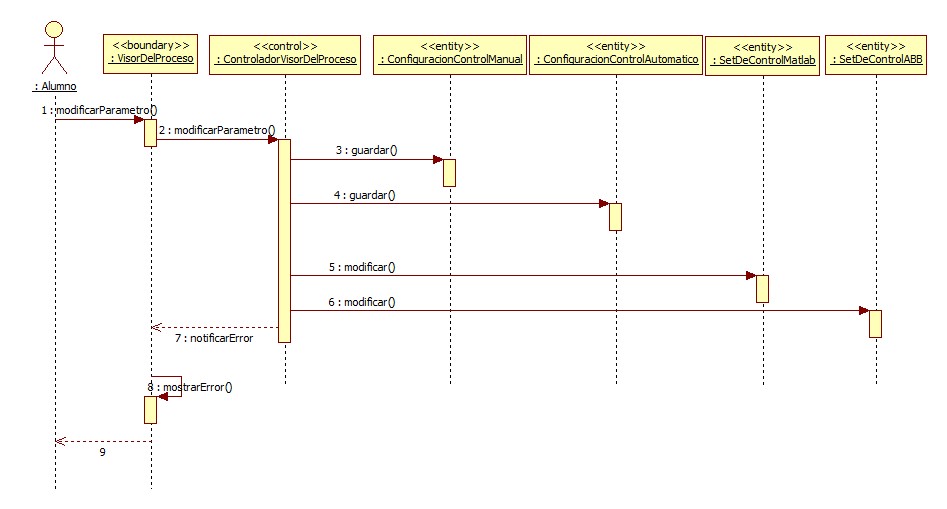 <<boundary>>
: VisorDelProceso
<<control>>
: ControladorVisorDelProceso
<<entity>>
: ConfiguracionControlManual
<<entity>>
: ConfiguracionControlAutomatico
<<entity>>
: SetDeControlMatlab
<<entity>>
: SetDeControlABB
: Alumno
1 : modificarParametro()
2 : modificarParametro()
3 : guardar()
4 : guardar()
5 : modificar()
6 : modificar()
7 : notificarError
8 : mostrarError()
9